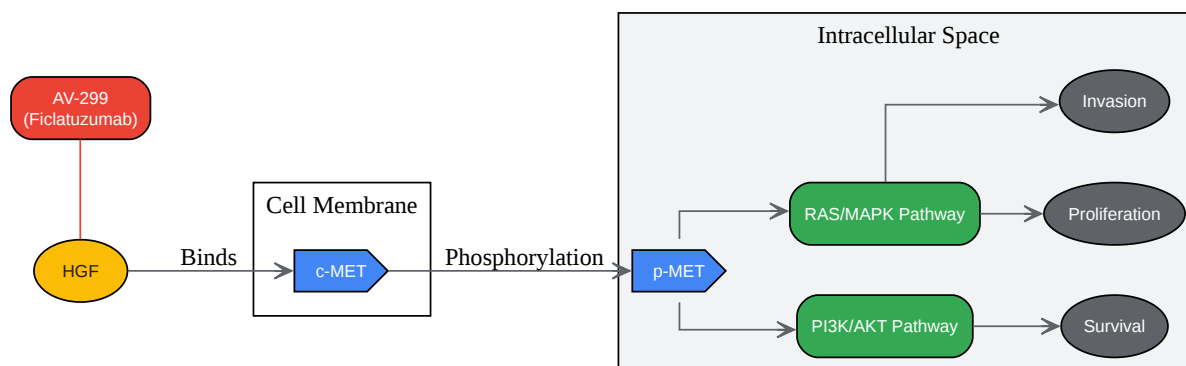 Intracellular Space
AV-299
(Ficlatuzumab)
Invasion
Cell Membrane
RAS/MAPK Pathway
Proliferation
HGF
Binds
c-MET
Phosphorylation
p-MET
PI3K/AKT Pathway
Survival